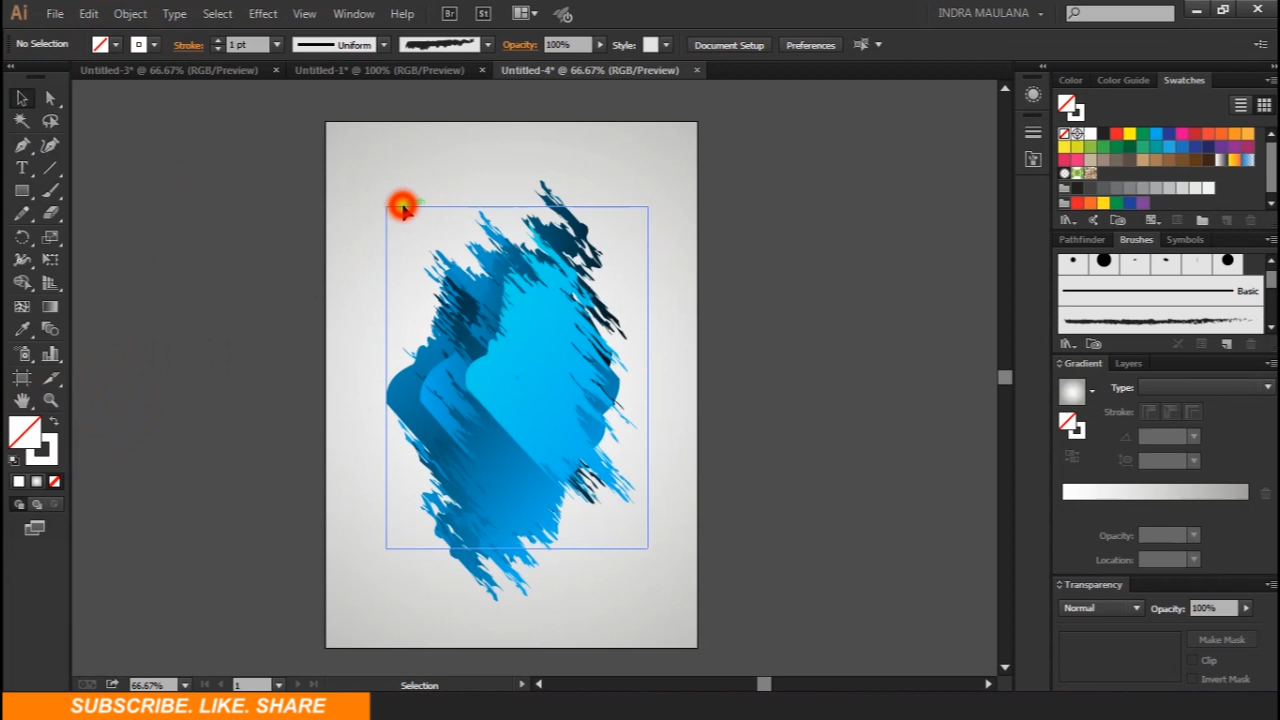 Ai File Edit Object Type Select Effect View Window Help Br St INDRA MAULANA
No Selection Stroke: 1 pt Uniform Opacity: 100% Style: Document Setup Preferences
Untitled-3* @ 66.67% (RGB/Preview) × Untitled-1* @ 100% (RGB/Preview) × Untitled-4* @ 66.67% (RGB/Preview) ×
Color Color Guide Swatches
Pathfinder Brushes Symbols
Basic
Gradient Layers
Type:
Stroke:
Opacity:
Location:
Transparency
Normal Opacity: 100%
Make Mask
Clip
Invert Mask
66.67% 1 Selection
SUBSCRIBE. LIKE. SHARE